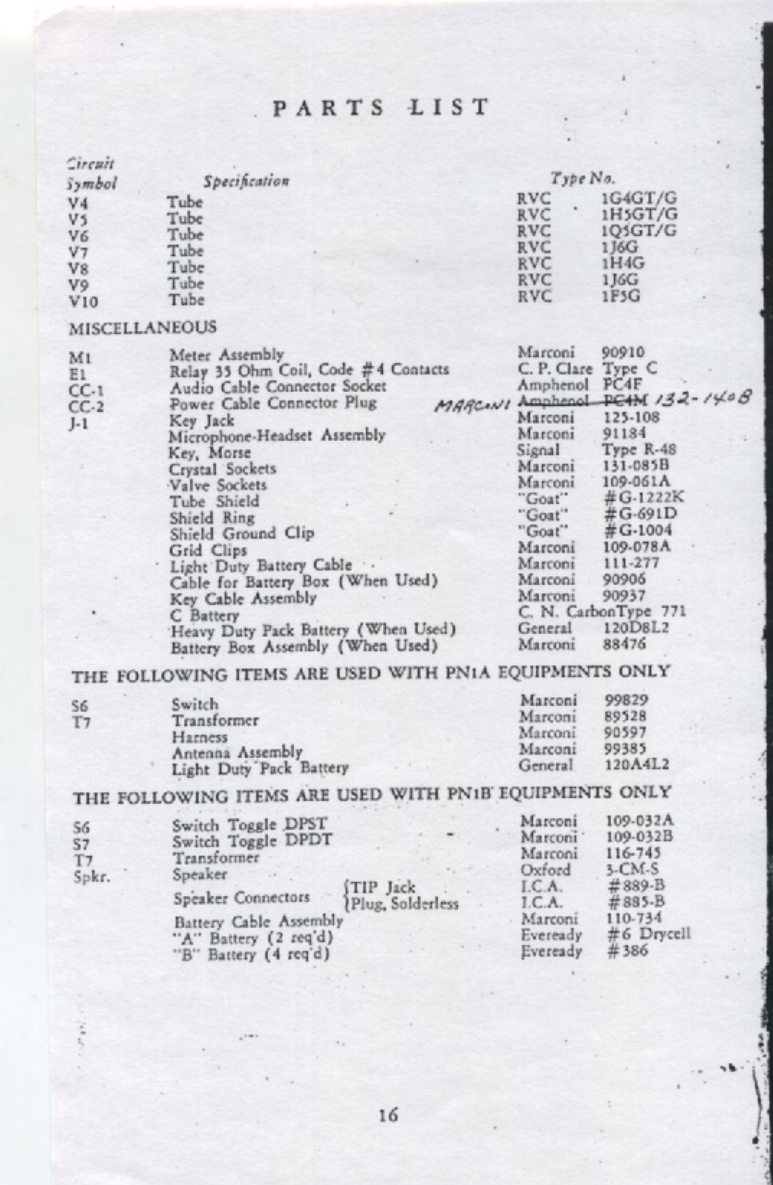 PARTS LIST
Circuit
Symbol Specification Type No.
V4 Tube RVC 1G4GT/G
V5 Tube RVC 1H5GT/G
V6 Tube RVC 1Q5GT/G
V7 Tube RVC 1J6G
V8 Tube RVC 1H4G
V9 Tube RVC 1J6G
V10 Tube RVC 1F5G
MISCELLANEOUS
M1 Meter Assembly Marconi 90910
E1 Relay 35 Ohm Coil, Code #4 Contacts C. P. Clare Type C
CC-1 Audio Cable Connector Socket Amphenol PC4F
CC-2 Power Cable Connector Plug MARCONI Amphenol PC4M 132-140B
J-1 Key Jack Marconi 125-108
Microphone-Headset Assembly Marconi 91184
Key, Morse Signal Type R-48
Crystal Sockets Marconi 131-085B
Valve Sockets Marconi 109-061A
Tube Shield "Goat" #G-1222K
Shield Ring "Goat" #G-691D
Shield Ground Clip "Goat" #G-1004
Grid Clips Marconi 109-078A
Light Duty Battery Cable Marconi 111-277
Cable for Battery Box (When Used) Marconi 90906
Key Cable Assembly Marconi 90937
C Battery C. N. CarbonType 771
Heavy Duty Pack Battery (When Used) General 120D8L2
Battery Box Assembly (When Used) Marconi 88476
THE FOLLOWING ITEMS ARE USED WITH PN1A EQUIPMENTS ONLY
S6 Switch Marconi 99829
T7 Transformer Marconi 89528
Harness Marconi 90597
Antenna Assembly Marconi 99385
Light Duty Pack Battery General 120A4L2
THE FOLLOWING ITEMS ARE USED WITH PN1B EQUIPMENTS ONLY
S6 Switch Toggle DPST Marconi 109-032A
S7 Switch Toggle DPDT Marconi 109-032B
T7 Transformer Marconi 116-745
Spkr. Speaker Oxford 3-CM-S
Speaker Connectors {TIP Jack I.C.A. #889-B
{Plug, Solderless I.C.A. #885-B
Battery Cable Assembly Marconi 110-734
"A" Battery (2 req'd) Eveready #6 Drycell
"B" Battery (4 req'd) Eveready #386
16